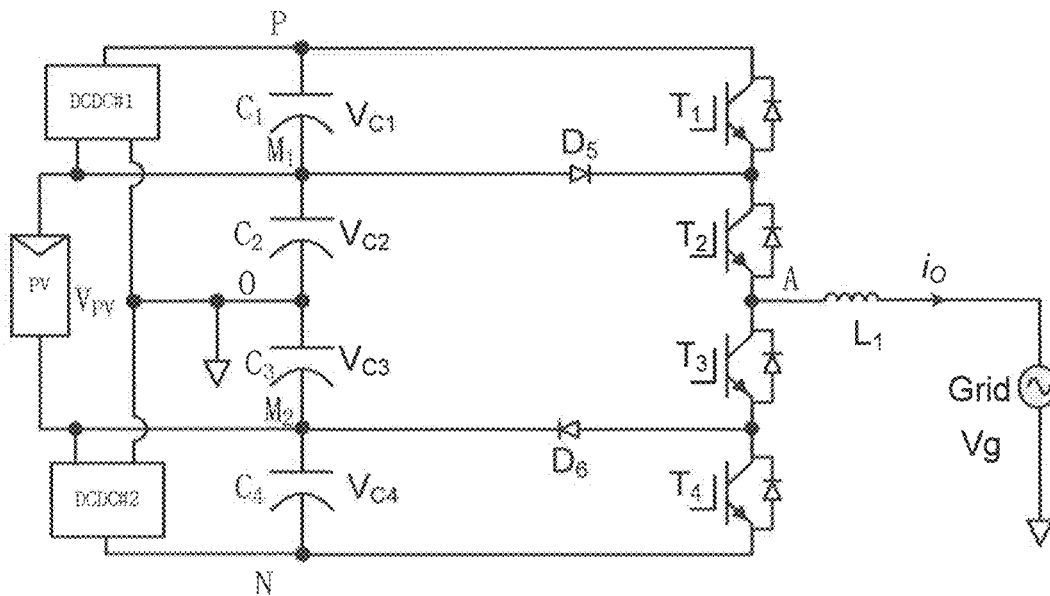 P
DCDC#1
C1
VC1
T1
M1
D5
C2
VC2
T2
PV
VPV
O
A
iO
L1
C3
VC3
T3
Grid
M2
D6
Vg
DCDC#2
C4
VC4
T4
N